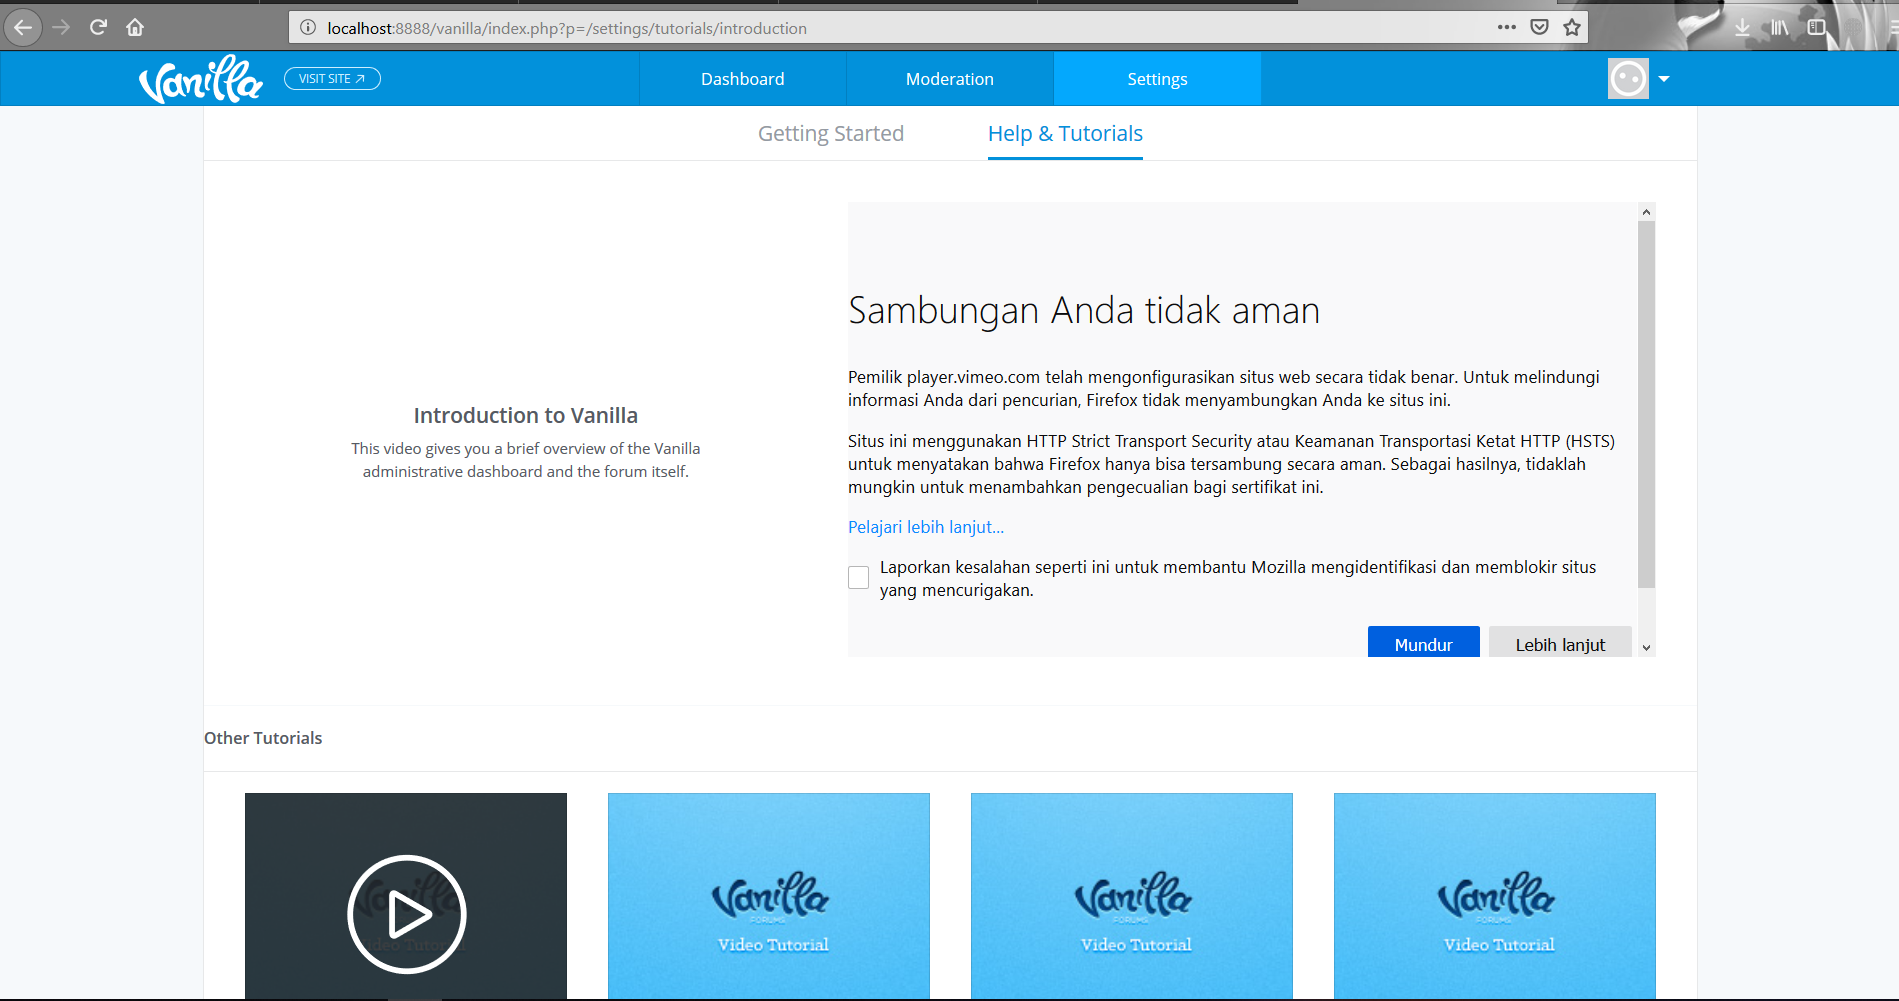 localhost:8888/vanilla/index.php?p=/settings/tutorials/introduction
Vanilla
VISIT SITE
Dashboard
Moderation
Settings
Getting Started
Help & Tutorials
Introduction to Vanilla
This video gives you a brief overview of the Vanilla
administrative dashboard and the forum itself.
Sambungan Anda tidak aman
Pemilik player.vimeo.com telah mengonfigurasikan situs web secara tidak benar. Untuk melindungi
informasi Anda dari pencurian, Firefox tidak menyambungkan Anda ke situs ini.
Situs ini menggunakan HTTP Strict Transport Security atau Keamanan Transportasi Ketat HTTP (HSTS)
untuk menyatakan bahwa Firefox hanya bisa tersambung secara aman. Sebagai hasilnya, tidaklah
mungkin untuk menambahkan pengecualian bagi sertifikat ini.
Pelajari lebih lanjut...
Laporkan kesalahan seperti ini untuk membantu Mozilla mengidentifikasi dan memblokir situs
yang mencurigakan.
Mundur
Lebih lanjut
Other Tutorials
Vanilla
Video Tutorial
Vanilla
FORUMS
Video Tutorial
Vanilla
FORUMS
Video Tutorial
Vanilla
FORUMS
Video Tutorial